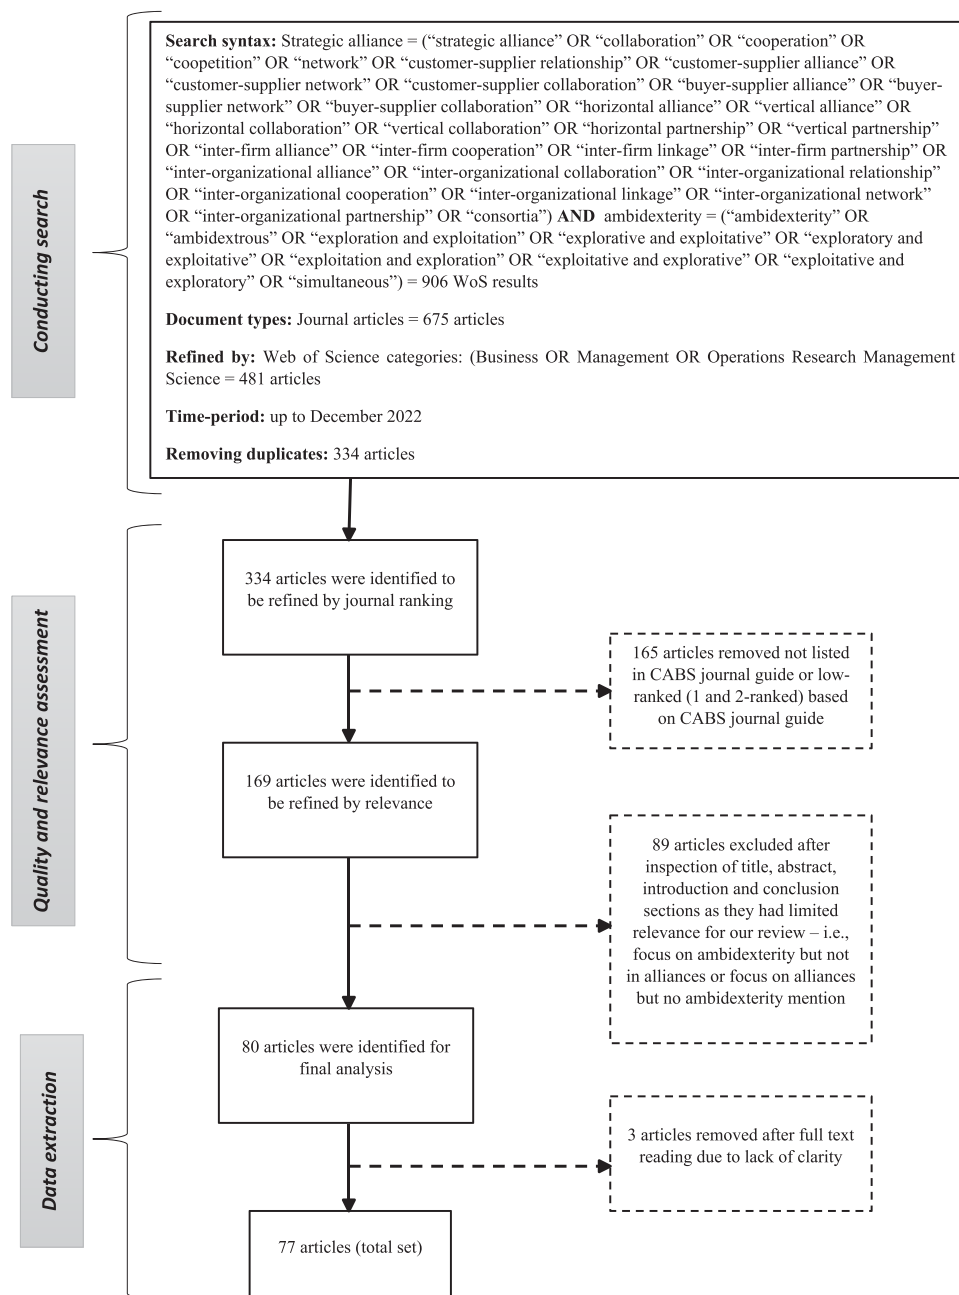 Conducting search
Search syntax: Strategic alliance = (“strategic alliance” OR “collaboration” OR “cooperation” OR
“coopetition” OR “network” OR “customer-supplier relationship” OR “customer-supplier alliance” OR
“customer-supplier network” OR “customer-supplier collaboration” OR “buyer-supplier alliance” OR “buyer-
supplier network” OR “buyer-supplier collaboration” OR “horizontal alliance” OR “vertical alliance” OR
“horizontal collaboration” OR “vertical collaboration” OR “horizontal partnership” OR “vertical partnership”
OR “inter-firm alliance” OR “inter-firm cooperation” OR “inter-firm linkage” OR “inter-firm partnership” OR
“inter-organizational alliance” OR “inter-organizational collaboration” OR “inter-organizational relationship”
OR “inter-organizational cooperation” OR “inter-organizational linkage” OR “inter-organizational network”
OR “inter-organizational partnership” OR “consortia”) AND ambidexterity = (“ambidexterity” OR
“ambidextrous” OR “exploration and exploitation” OR “explorative and exploitative” OR “exploratory and
exploitative” OR “exploitation and exploration” OR “exploitative and explorative” OR “exploitative and
exploratory” OR “simultaneous”) = 906 WoS results
Document types: Journal articles = 675 articles
Refined by: Web of Science categories: (Business OR Management OR Operations Research Management
Science = 481 articles
Time-period: up to December 2022
Removing duplicates: 334 articles
Quality and relevance assessment
334 articles were identified to
be refined by journal ranking
165 articles removed not listed
in CABS journal guide or low-
ranked (1 and 2-ranked) based
on CABS journal guide
169 articles were identified to
be refined by relevance
89 articles excluded after
inspection of title, abstract,
introduction and conclusion
sections as they had limited
relevance for our review – i.e.,
focus on ambidexterity but not
in alliances or focus on alliances
but no ambidexterity mention
Data extraction
80 articles were identified for
final analysis
3 articles removed after full text
reading due to lack of clarity
77 articles (total set)